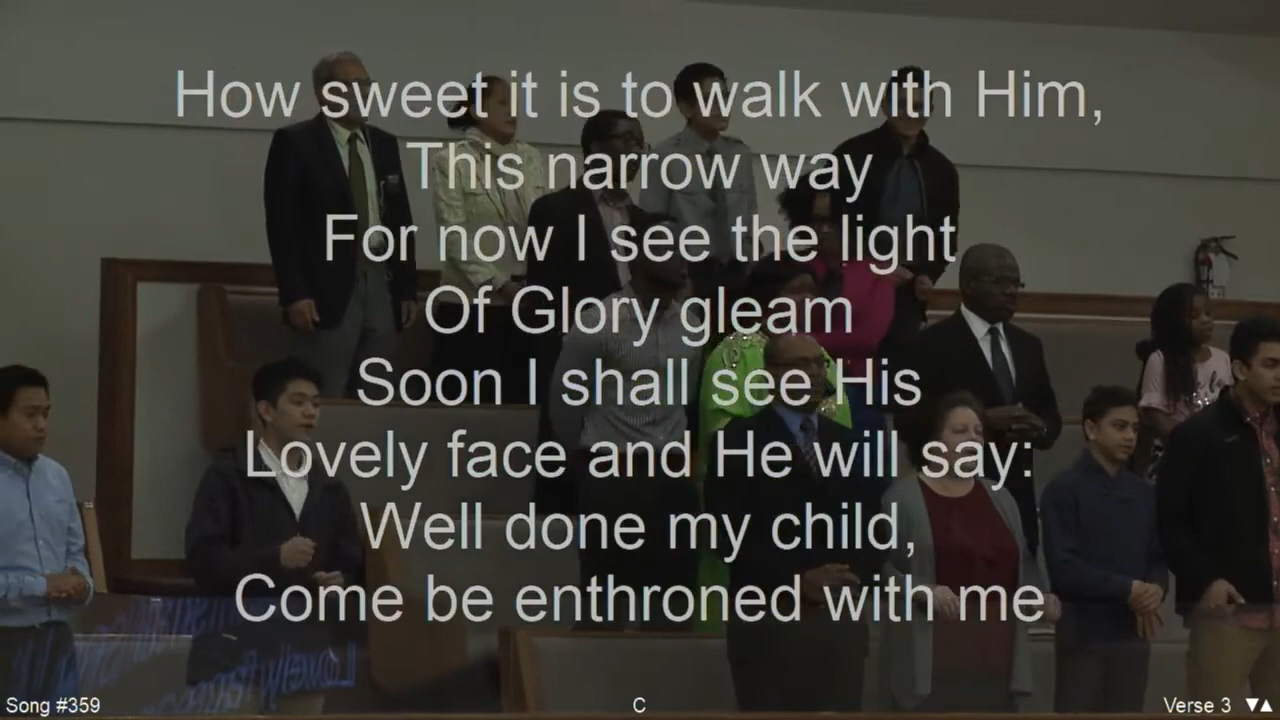 How sweet it is to walk with Him,
This narrow way
For now I see the light
Of Glory gleam
Soon I shall see His
Lovely face and He will say:
Well done my child,
Come be enthroned with me
Song #359
C
Verse 3 ▼▲